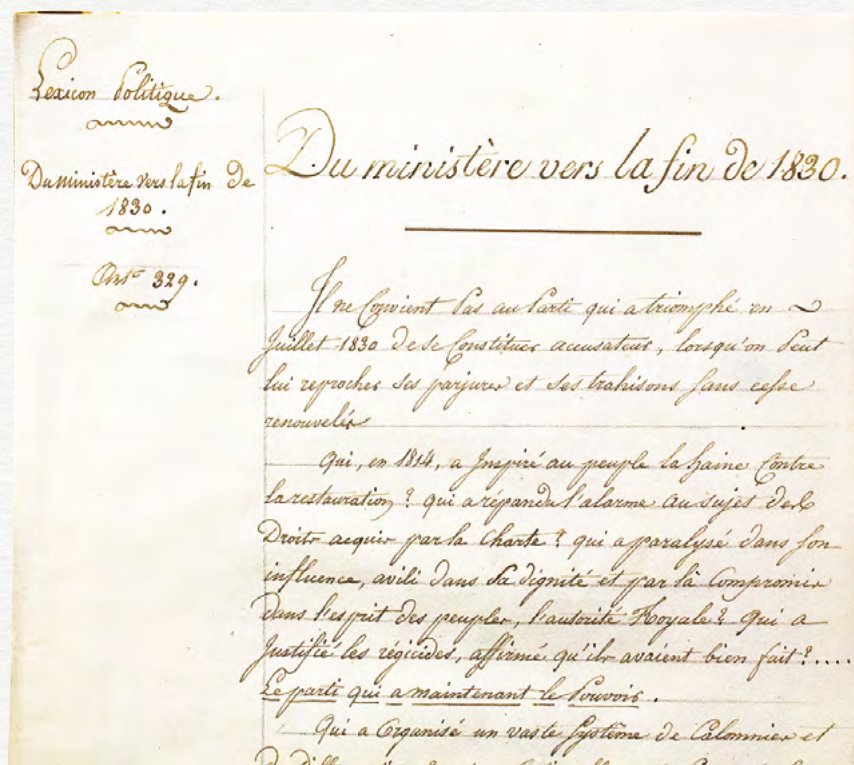 Lexicon Politique.
Du ministère vers la fin de
1830.
Art.e 329.
Du ministère vers la fin de 1830.
Il ne Convient Pas au Parti qui a triomphé en
Juillet 1830 De se Constituer accusateur, lorsqu'on Peut
lui reprocher ses parjures et ses trahisons sans cesse
renouvelés
Qui, en 1814, a Inspiré au peuple la haine Contre
la restauration? qui a répandu l'alarme au sujet des
Droits acquis par la Charte? qui a paralysé dans son
influence, avili dans Sa dignité et par là Compromis
dans l'esprit des peuples, l'autorité Royale? Qui a
Justifié les régicides, affirmé qu'ils avaient bien fait?....
Le parti qui a maintenant le Pouvoir.
Qui a Organisé un vaste Système de Calomnies et